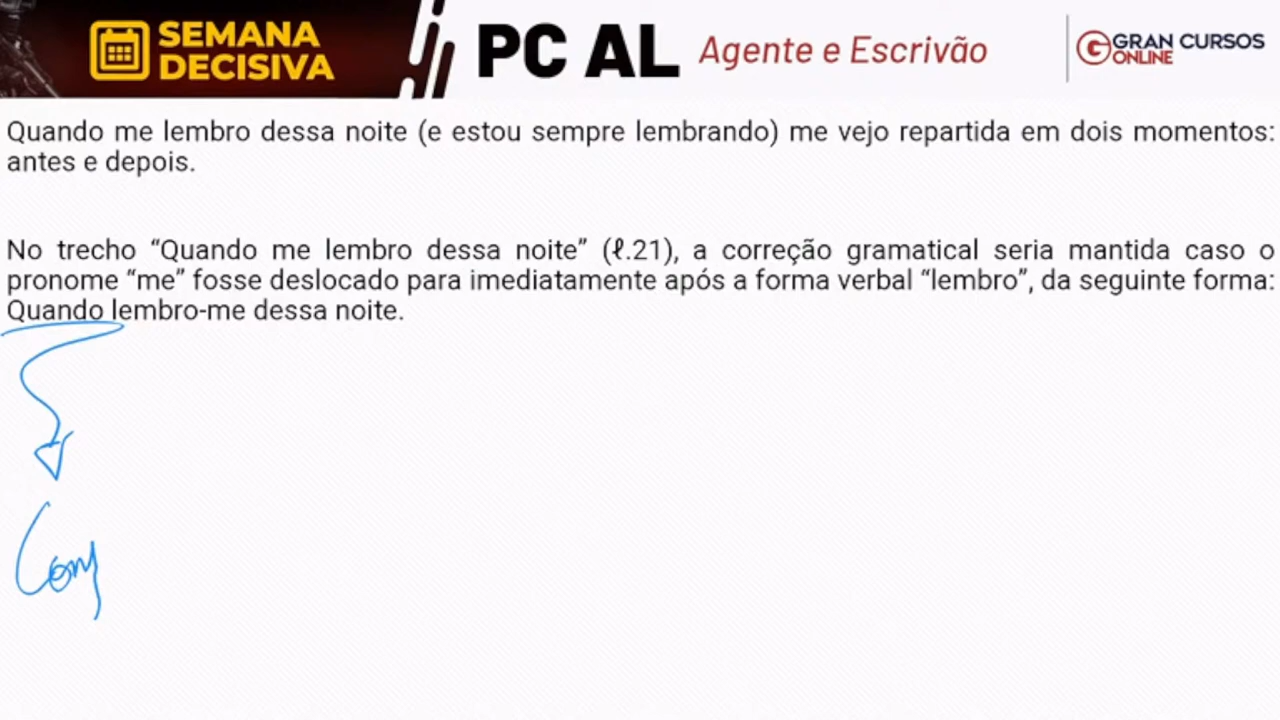 SEMANA
DECISIVA
PC AL Agente e Escrivão
GRAN CURSOS
ONLINE
Quando me lembro dessa noite (e estou sempre lembrando) me vejo repartida em dois momentos:
antes e depois.
No trecho “Quando me lembro dessa noite” (ℓ.21), a correção gramatical seria mantida caso o
pronome “me” fosse deslocado para imediatamente após a forma verbal “lembro”, da seguinte forma:
Quando lembro-me dessa noite.
Conj